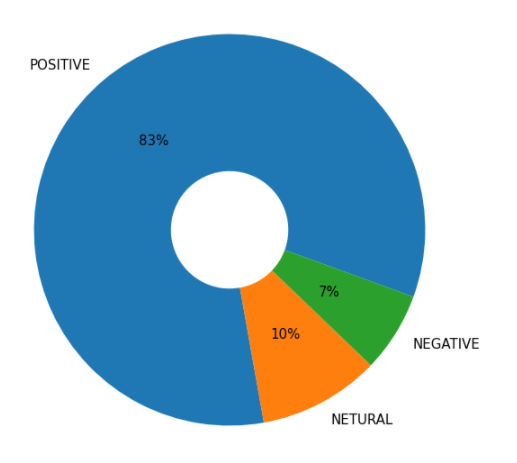 POSITIVE
83%
7%
10%
NEGATIVE
NETURAL